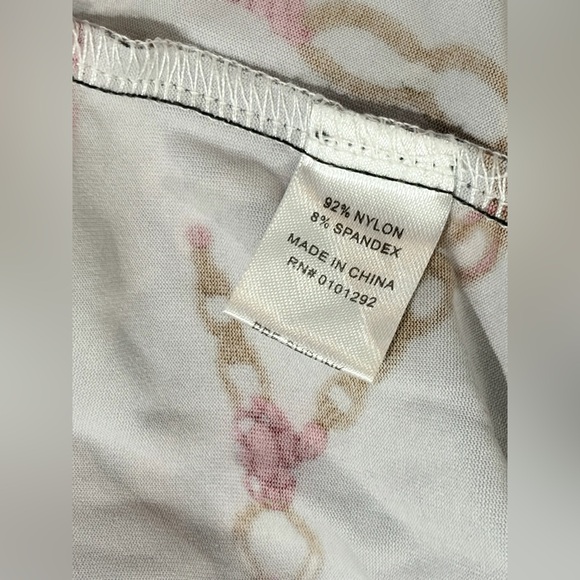 92% NYLON
8% SPANDEX
MADE IN CHINA
RN# 0101292